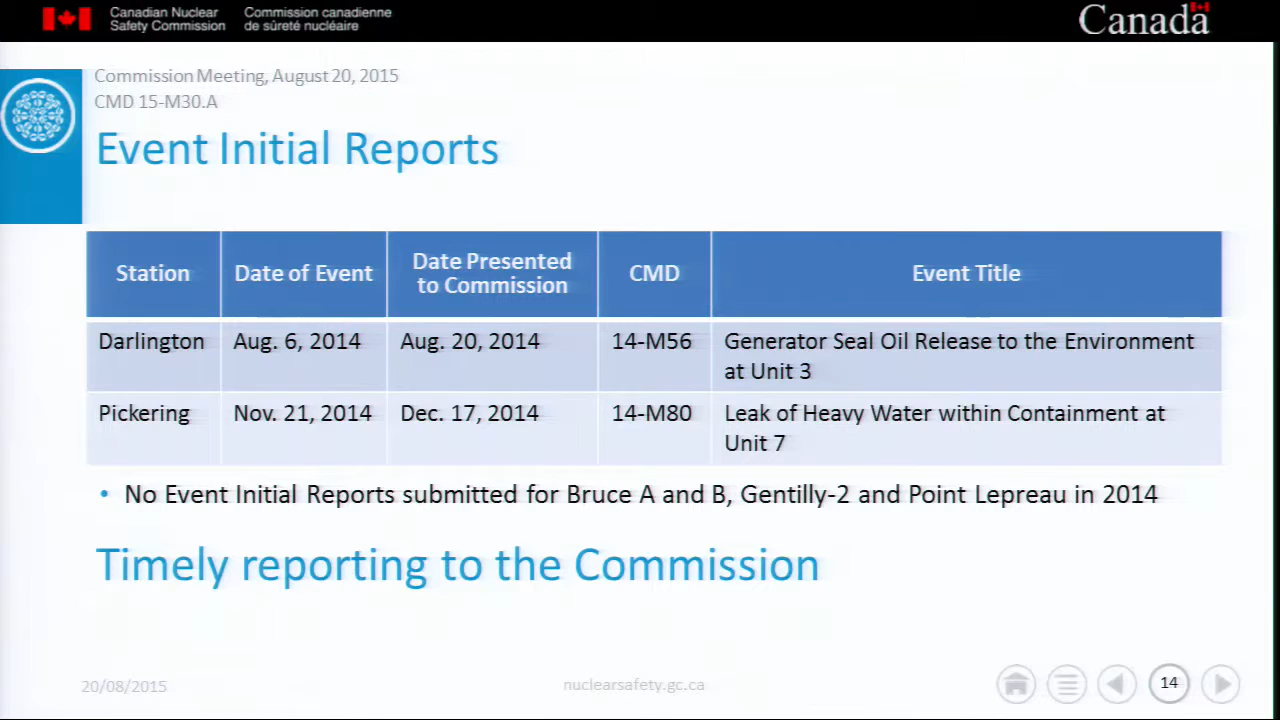 Canadian Nuclear Safety Commission
Commission canadienne de sûreté nucléaire
Canada
Commission Meeting, August 20, 2015
CMD 15-M30.A
Event Initial Reports
Station
Date of Event
Date Presented to Commission
CMD
Event Title
Darlington
Aug. 6, 2014
Aug. 20, 2014
14-M56
Generator Seal Oil Release to the Environment
at Unit 3
Pickering
Nov. 21, 2014
Dec. 17, 2014
14-M80
Leak of Heavy Water within Containment at
Unit 7
• No Event Initial Reports submitted for Bruce A and B, Gentilly-2 and Point Lepreau in 2014
Timely reporting to the Commission
20/08/2015
nuclearsafety.gc.ca
14